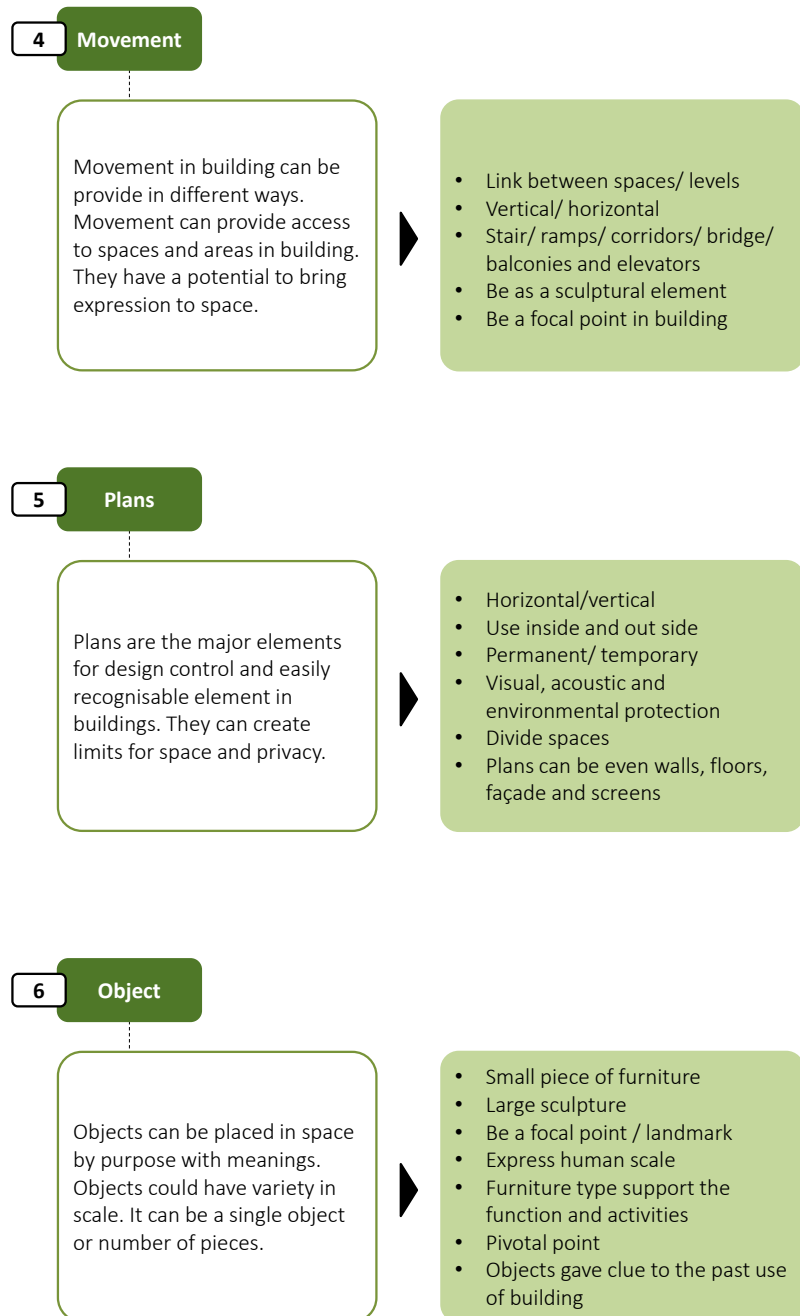 4
Movement
Movement in building can be
provide in different ways.
Movement can provide access
to spaces and areas in building.
They have a potential to bring
expression to space.
• Link between spaces/ levels
• Vertical/ horizontal
• Stair/ ramps/ corridors/ bridge/
balconies and elevators
• Be as a sculptural element
• Be a focal point in building
5
Plans
Plans are the major elements
for design control and easily
recognisable element in
buildings. They can create
limits for space and privacy.
• Horizontal/vertical
• Use inside and out side
• Permanent/ temporary
• Visual, acoustic and
environmental protection
• Divide spaces
• Plans can be even walls, floors,
façade and screens
6
Object
Objects can be placed in space
by purpose with meanings.
Objects could have variety in
scale. It can be a single object
or number of pieces.
• Small piece of furniture
• Large sculpture
• Be a focal point / landmark
• Express human scale
• Furniture type support the
function and activities
• Pivotal point
• Objects gave clue to the past use
of building